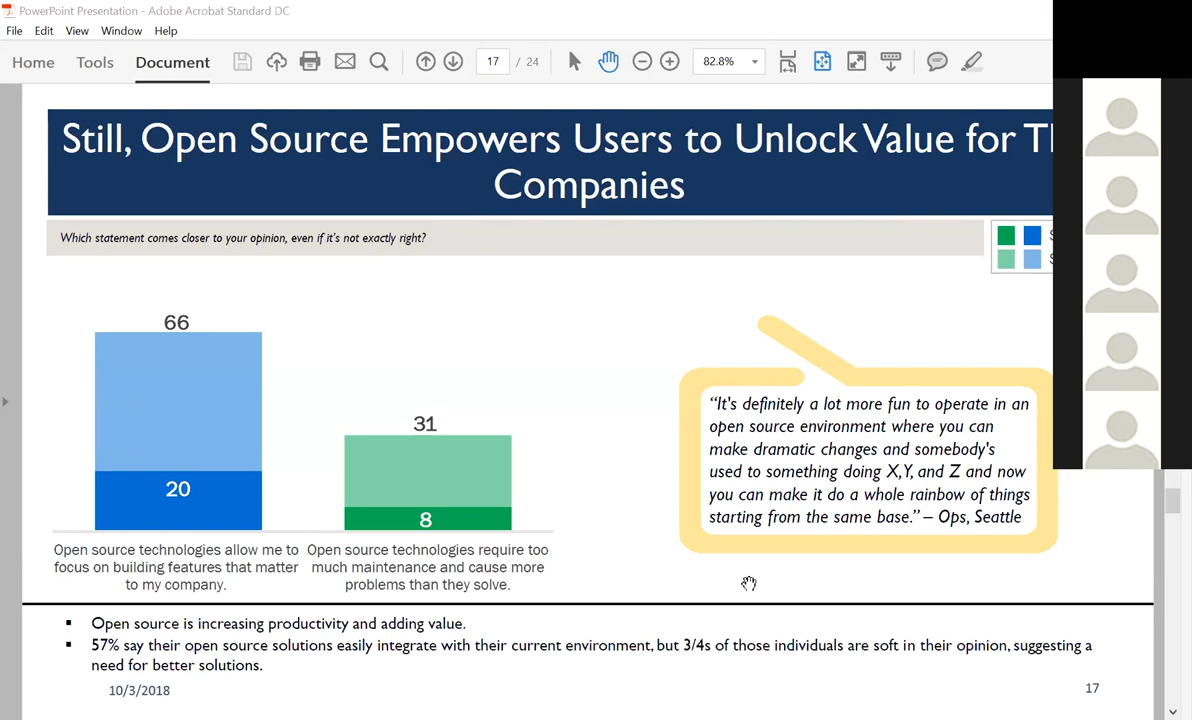 PowerPoint Presentation - Adobe Acrobat Standard DC
File Edit View Window Help
Home Tools Document 17 / 24 82.8%
Still, Open Source Empowers Users to Unlock Value for
Companies
Which statement comes closer to your opinion, even if it's not exactly right?
66
20
31
8
Open source technologies allow me to
focus on building features that matter
to my company.
Open source technologies require too
much maintenance and cause more
problems than they solve.
“It's definitely a lot more fun to operate in an
open source environment where you can
make dramatic changes and somebody's
used to something doing X,Y, and Z and now
you can make it do a whole rainbow of things
starting from the same base.” – Ops, Seattle
▪ Open source is increasing productivity and adding value.
▪ 57% say their open source solutions easily integrate with their current environment, but 3/4s of those individuals are soft in their opinion, suggesting a
need for better solutions.
10/3/2018
17